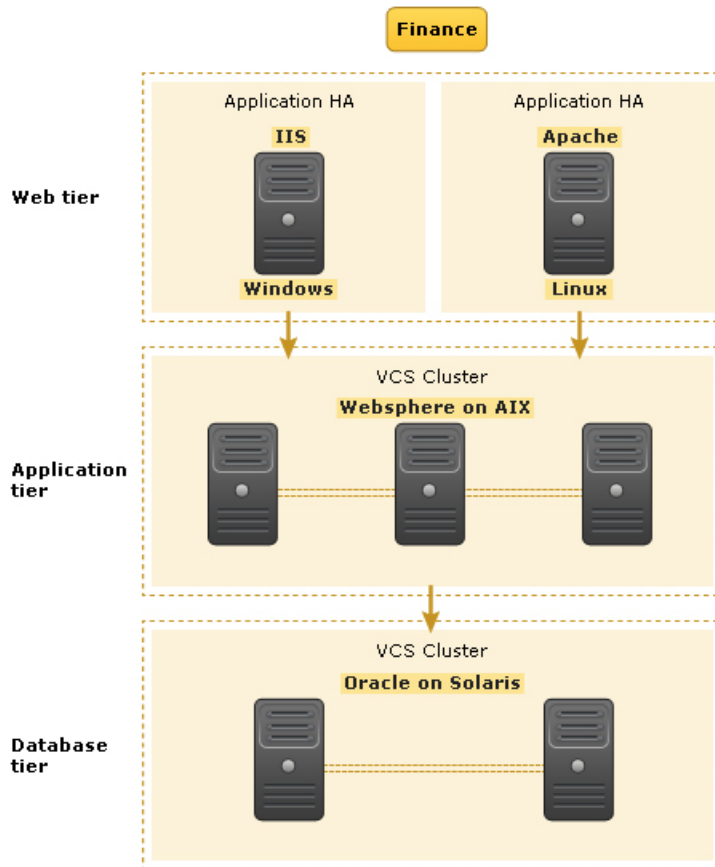 Finance
Application HA
Application HA
IIS
Apache
Web tier
Windows
Linux
VCS Cluster
Websphere on AIX
Application
tier
VCS Cluster
Oracle on Solaris
Database
tier